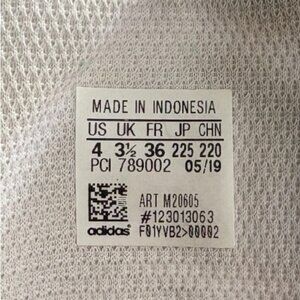 MADE IN INDONESIA
US UK FR JP CHN
4 3½ 36 225 220
PCI 789002 05/19
ART M20605
#123013063
adidas F01YVB2>00002